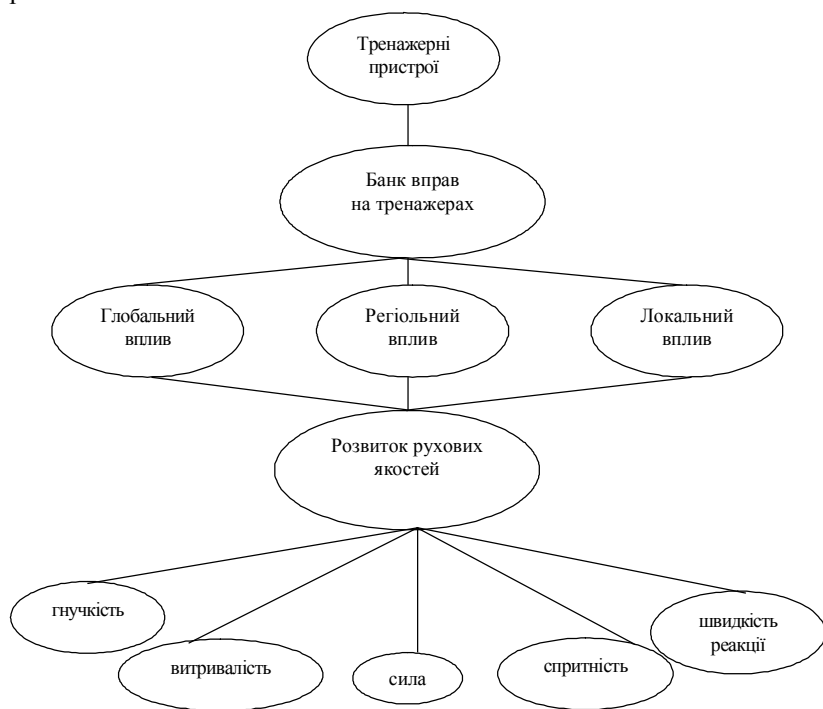 Тренажерні
пристрої
Банк вправ
на тренажерах
Глобальний
вплив
Регіольний
вплив
Локальний
вплив
Розвиток рухових
якостей
гнучкість
витривалість
сила
спритність
швидкість
реакції